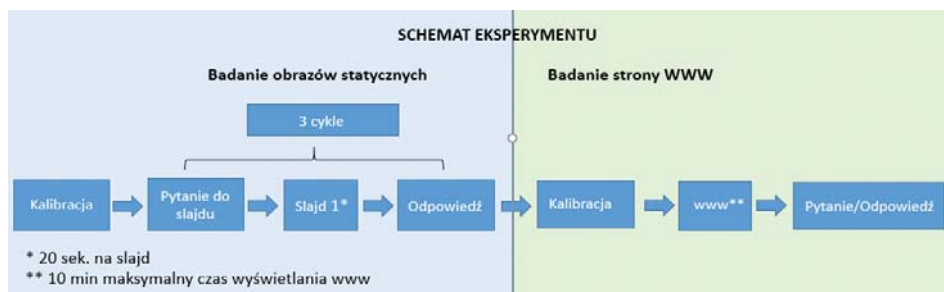 SCHEMAT EKSPERYMENTU
Badanie obrazów statycznych
Badanie strony WWW
3 cykle
Kalibracja
Pytanie do
slajdu
Slajd 1*
Odpowiedź
Kalibracja
www**
Pytanie/Odpowiedź
* 20 sek. na slajd
** 10 min maksymalny czas wyświetlania www